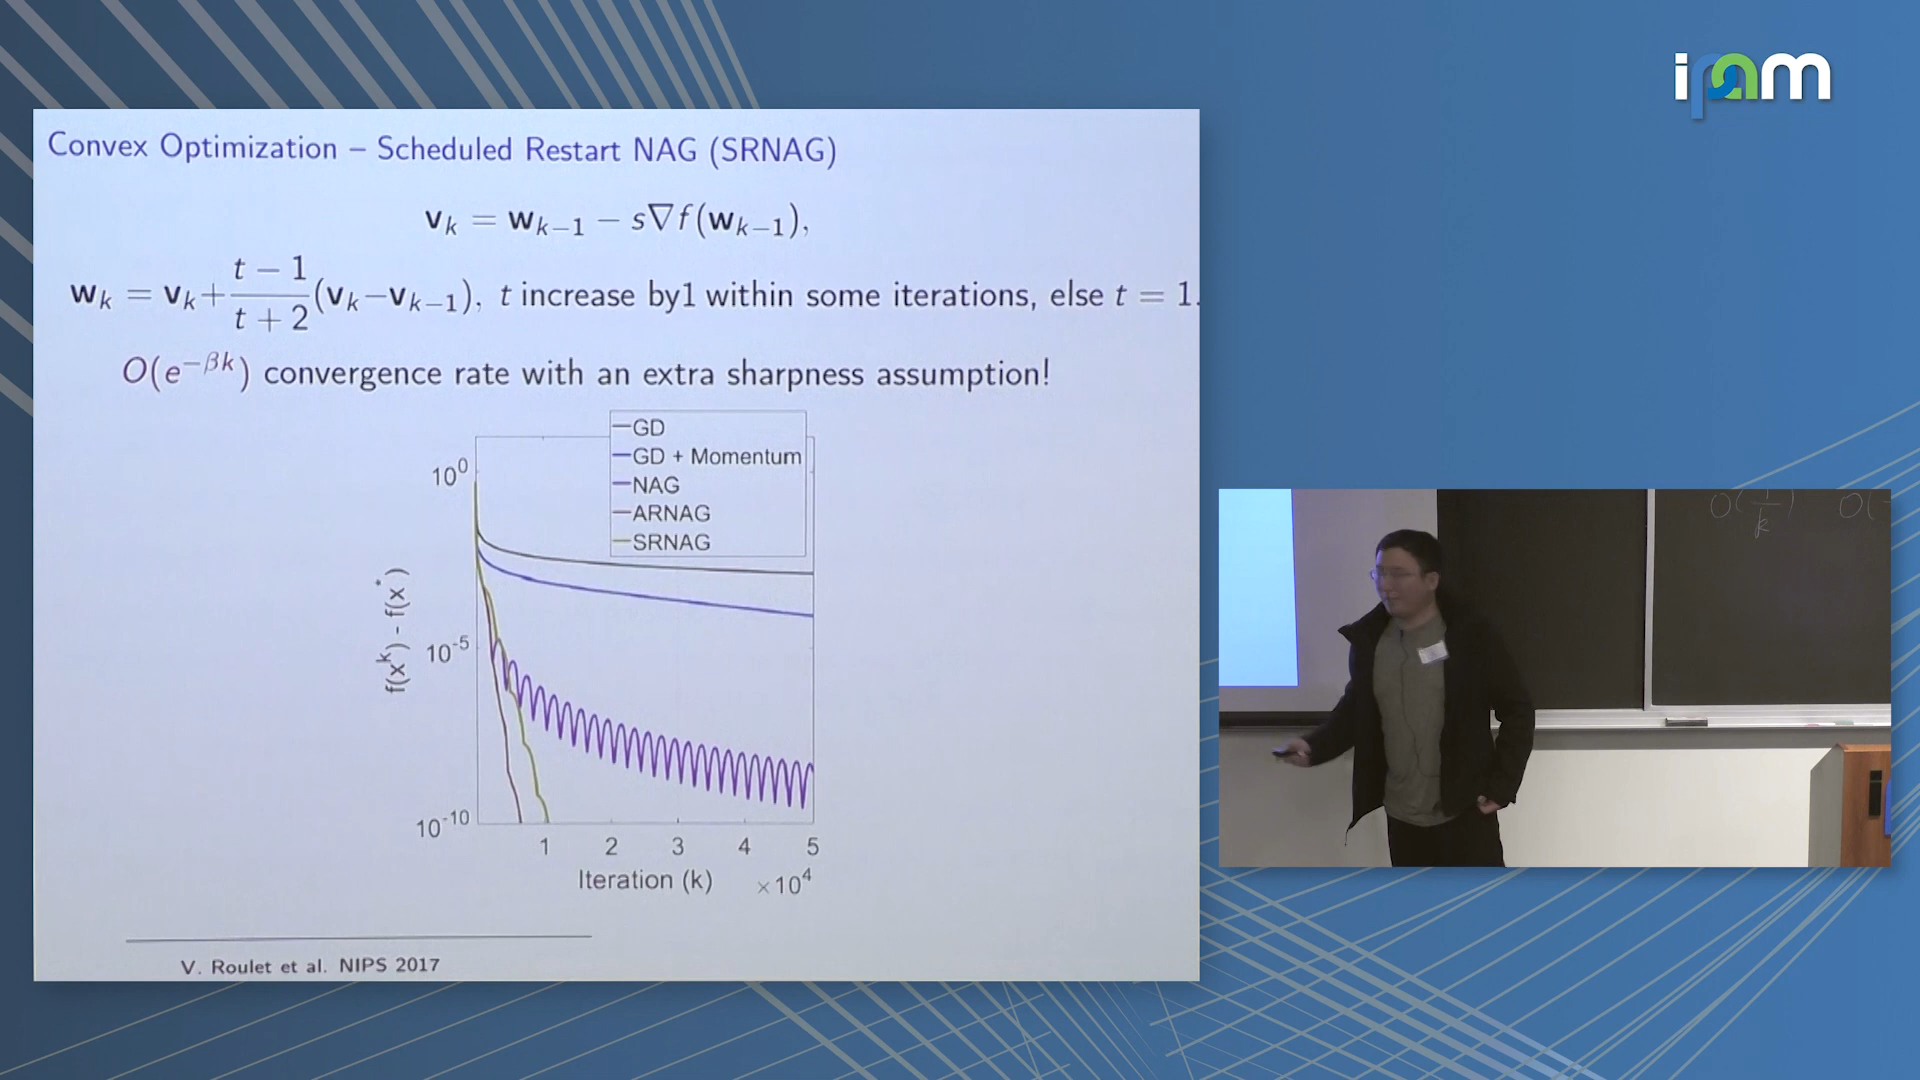 ipam
Convex Optimization – Scheduled Restart NAG (SRNAG)
v_k = w_{k−1} − s∇f(w_{k−1}),
w_k = v_k + \frac{t − 1}{t + 2}(v_k − v_{k−1}), t increase by1 within some iterations, else t = 1.
O(e^{−βk}) convergence rate with an extra sharpness assumption!
GD
GD + Momentum
NAG
ARNAG
SRNAG
10^0
10^{-5}
10^{-10}
f(x^k) - f(x^*)
1 2 3 4 5
Iteration (k) ×10^4
V. Roulet et al. NIPS 2017
O(1/k) O(